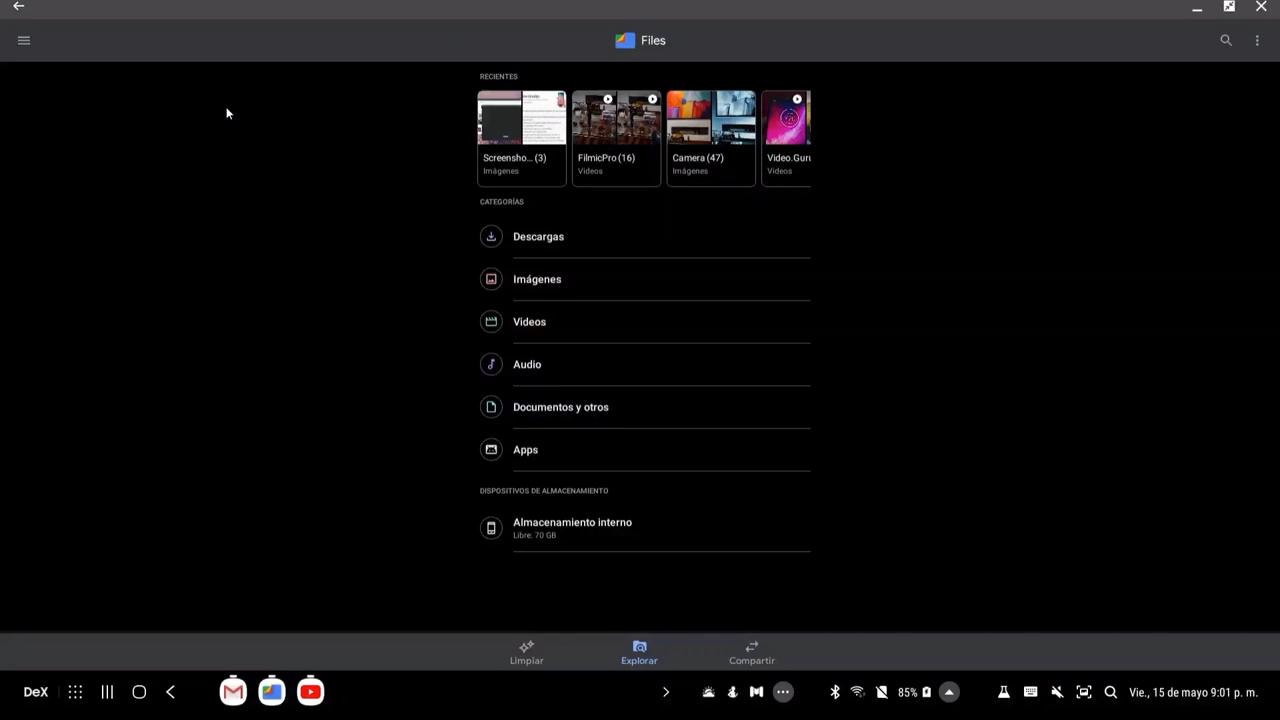 Files
RECIENTES
Screensho... (3)
Imágenes
FilmicPro (16)
Videos
Camera (47)
Imágenes
Video.Guru
Videos
CATEGORÍAS
Descargas
Imágenes
Videos
Audio
Documentos y otros
Apps
DISPOSITIVOS DE ALMACENAMIENTO
Almacenamiento interno
Libre: 70 GB
Limpiar
Explorar
Compartir
DeX
85%
Vie., 15 de mayo 9:01 p. m.